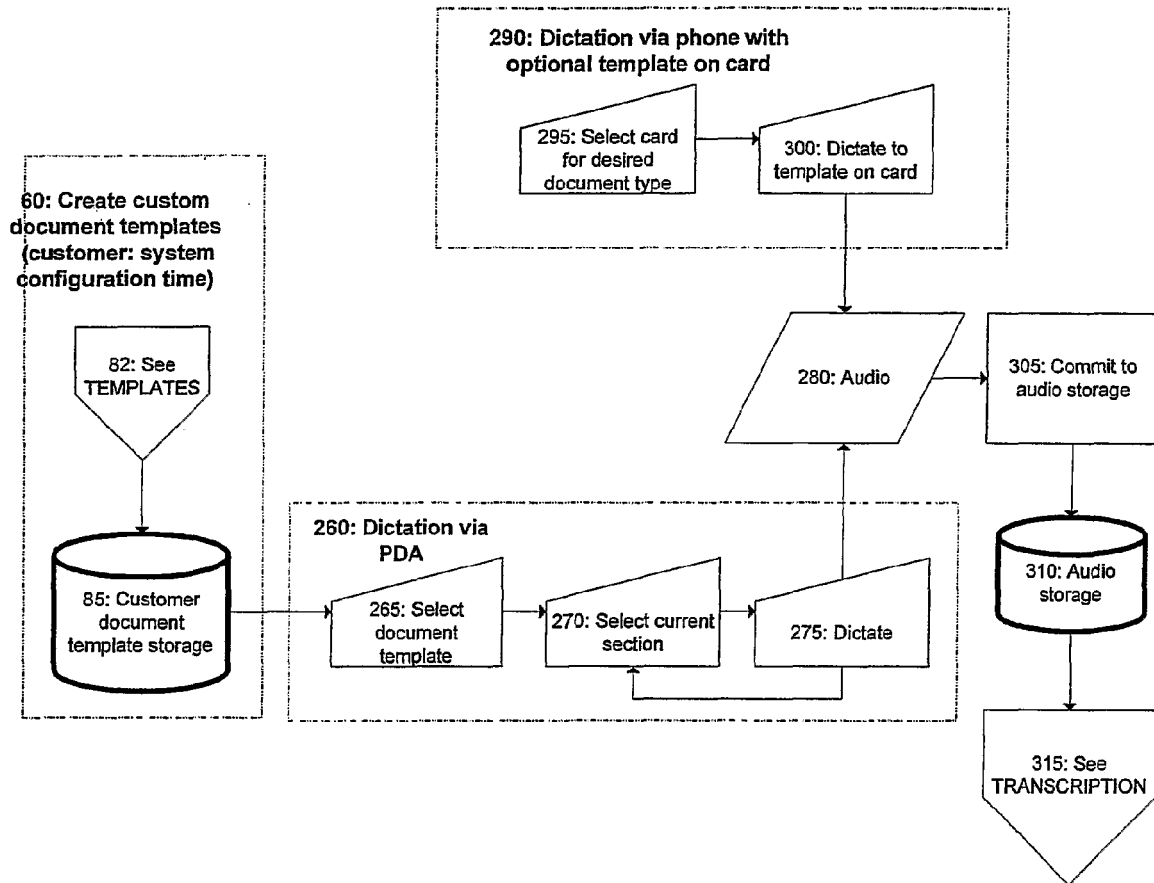 290: Dictation via phone with
optional template on card
295: Select card
for desired
document type
300: Dictate to
template on card
60: Create custom
document templates
(customer: system
configuration time)
82: See
TEMPLATES
280: Audio
305: Commit to
audio storage
260: Dictation via
PDA
85: Customer
document
template storage
265: Select
document
template
270: Select current
section
275: Dictate
310: Audio
storage
315: See
TRANSCRIPTION